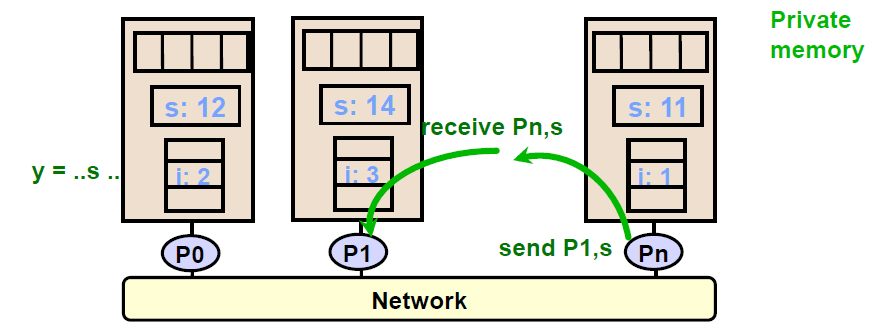 Private
memory
s: 12
s: 14
s: 11
receive Pn,s
y = ..s ..
i: 2
i: 3
i: 1
send P1,s
P0
P1
Pn
Network